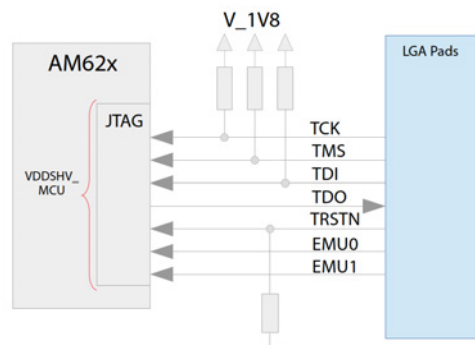 V_1V8
AM62x
LGA Pads
JTAG
VDDSHV_
MCU
TCK
TMS
TDI
TDO
TRSTN
EMU0
EMU1